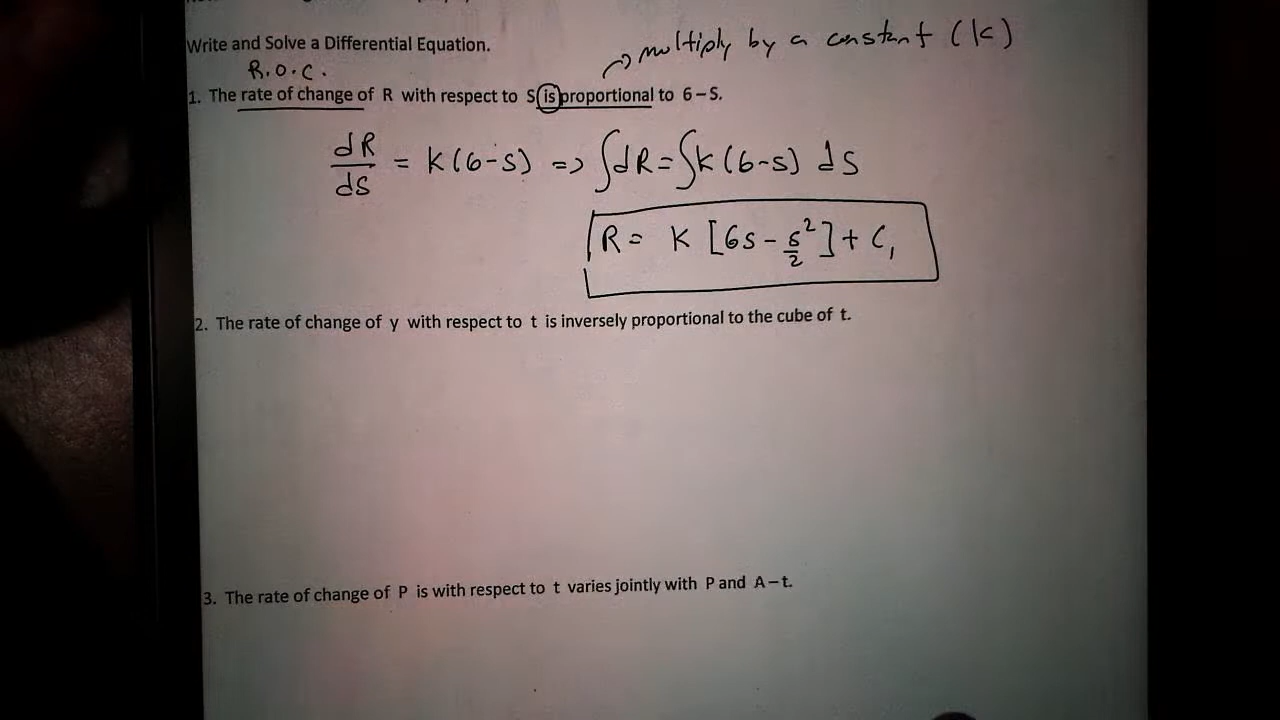 Write and Solve a Differential Equation.
→ multiply by a constant (k)
R.O.C.
1. The rate of change of R with respect to S is proportional to 6 – S.
dR/dS = k(6-s) => ∫dR = ∫k(6-s) dS
R = k [6s - s²/2] + C₁
2. The rate of change of y with respect to t is inversely proportional to the cube of t.
3. The rate of change of P is with respect to t varies jointly with P and A – t.